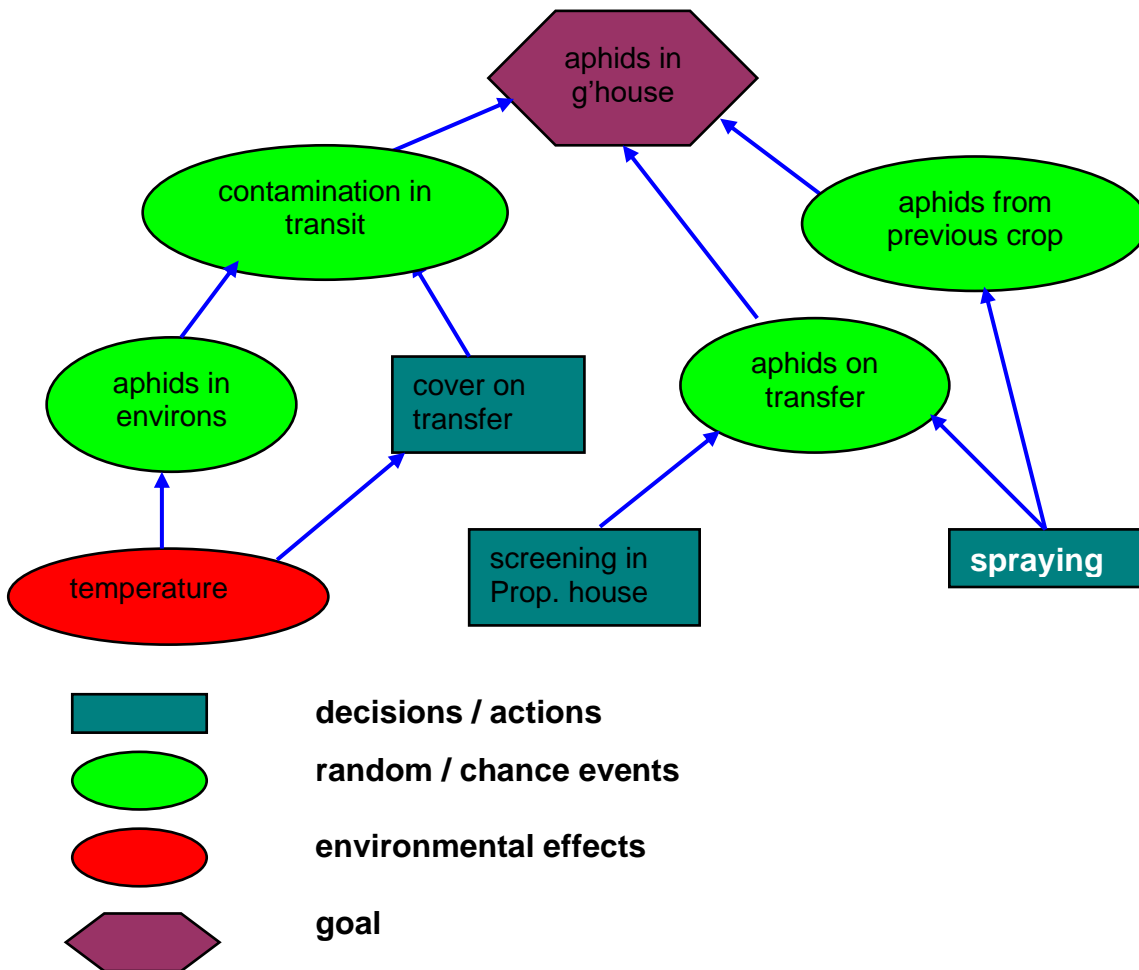 aphids in
g’house
contamination in
transit
aphids from
previous crop
aphids in
environs
cover on
transfer
aphids on
transfer
temperature
screening in
Prop. house
spraying
decisions / actions
random / chance events
environmental effects
goal